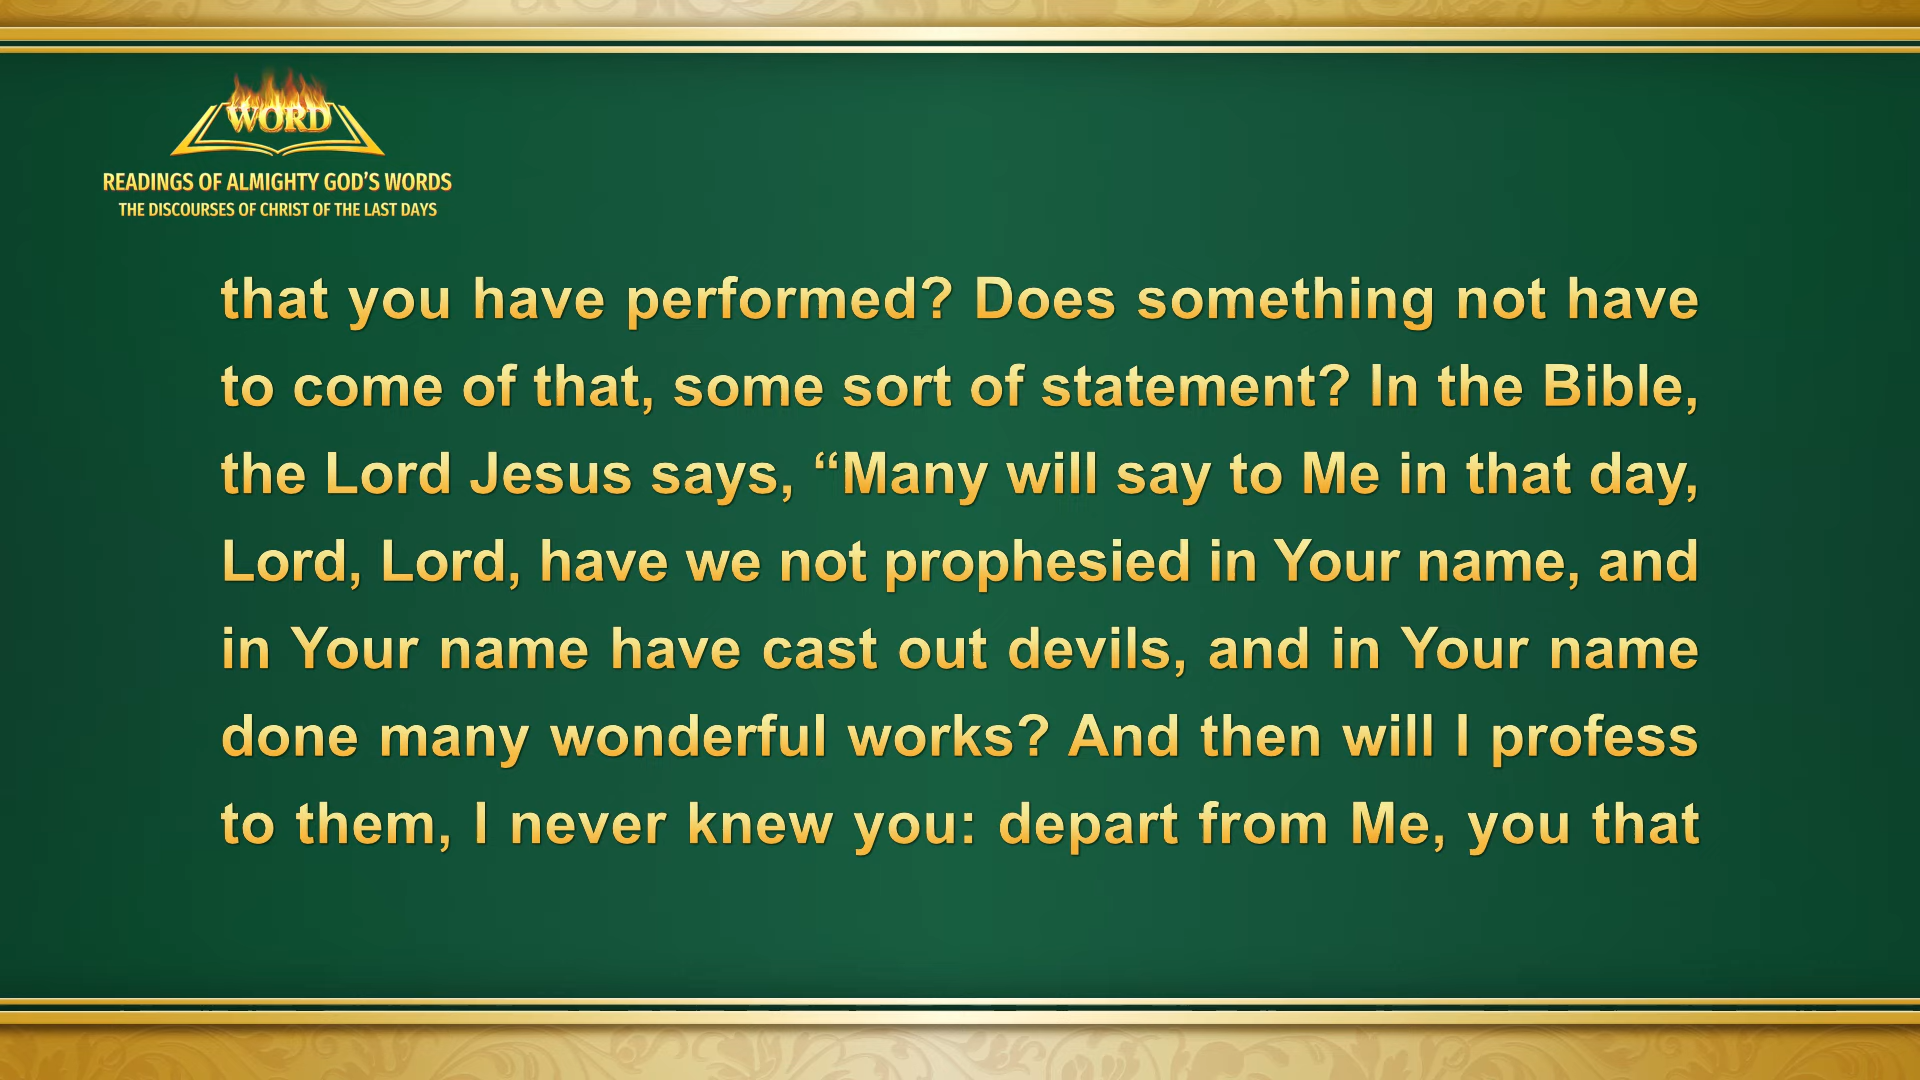 WORD
READINGS OF ALMIGHTY GOD'S WORDS
THE DISCOURSES OF CHRIST OF THE LAST DAYS
that you have performed? Does something not have
to come of that, some sort of statement? In the Bible,
the Lord Jesus says, “Many will say to Me in that day,
Lord, Lord, have we not prophesied in Your name, and
in Your name have cast out devils, and in Your name
done many wonderful works? And then will I profess
to them, I never knew you: depart from Me, you that